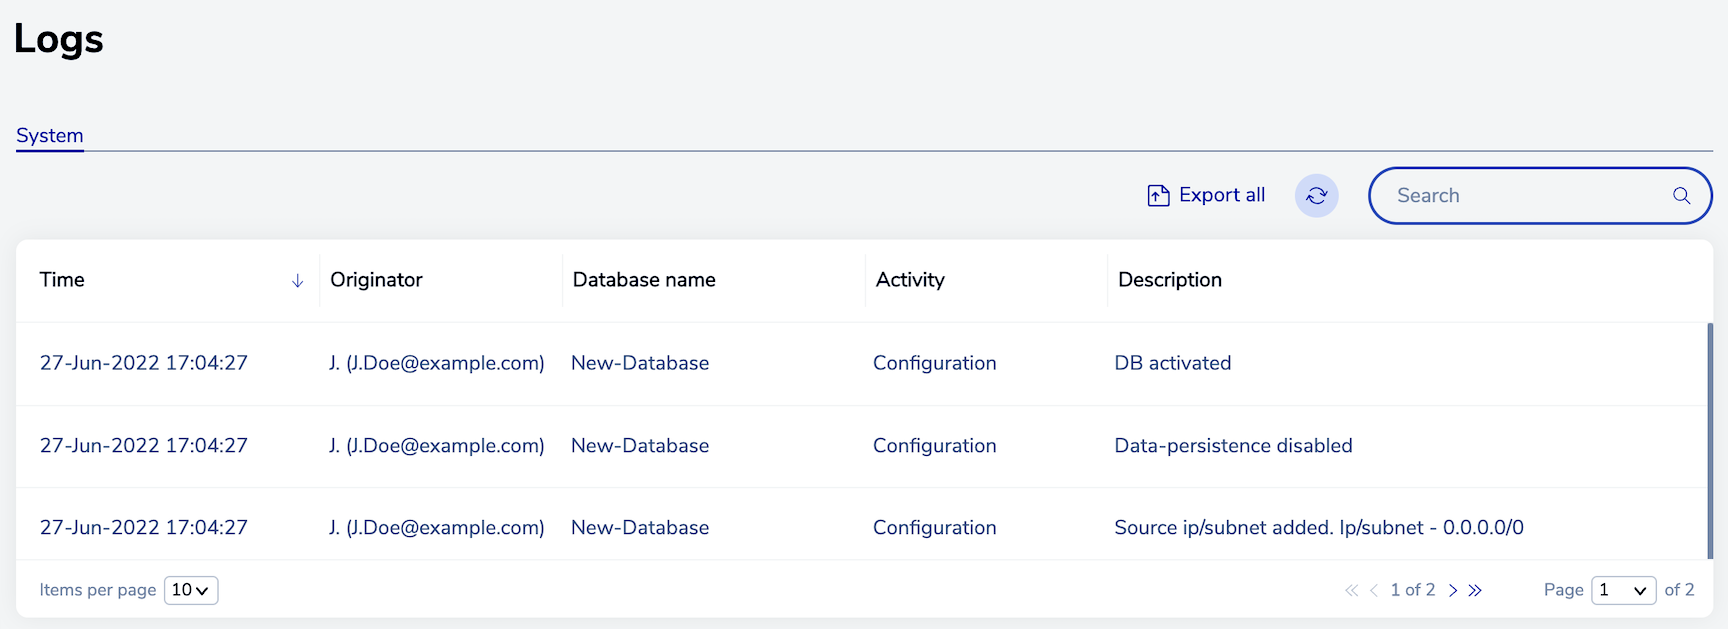 Logs
System
Export all
Search
Time Originator Database name Activity Description
27-Jun-2022 17:04:27 J. (J.Doe@example.com) New-Database Configuration DB activated
27-Jun-2022 17:04:27 J. (J.Doe@example.com) New-Database Configuration Data-persistence disabled
27-Jun-2022 17:04:27 J. (J.Doe@example.com) New-Database Configuration Source ip/subnet added. Ip/subnet - 0.0.0.0/0
Items per page 10 1 of 2 Page 1 of 2